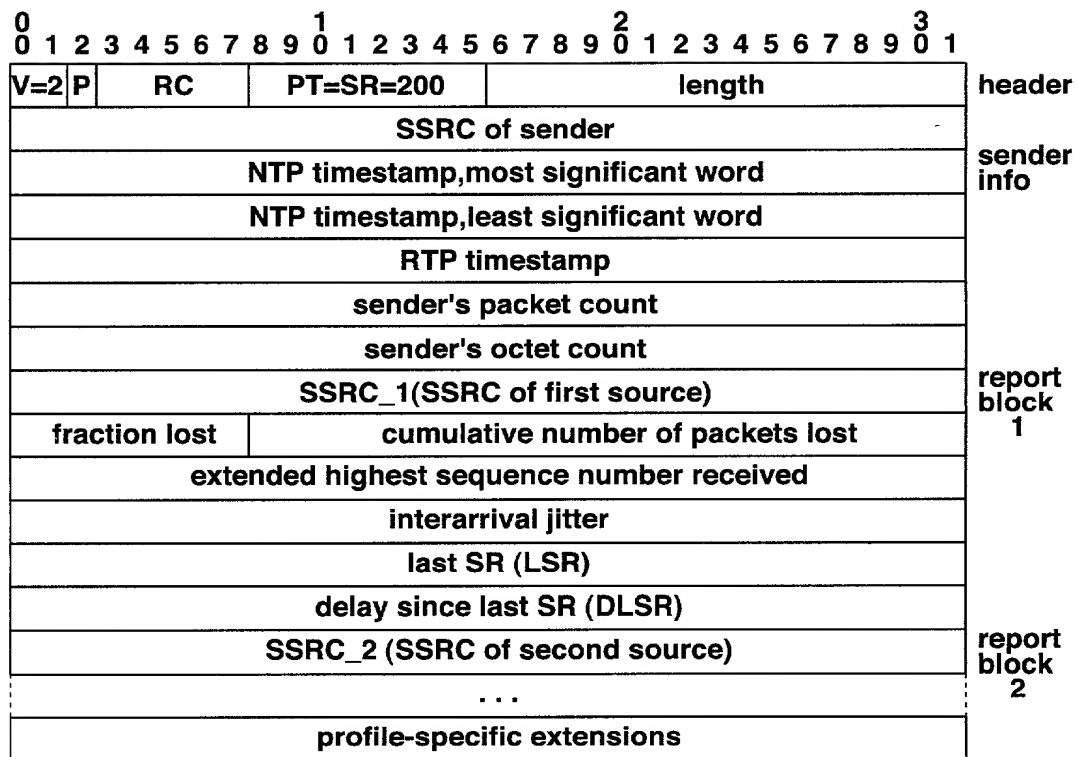 0 1 2 3
0 1 2 3 4 5 6 7 8 9 0 1 2 3 4 5 6 7 8 9 0 1 2 3 4 5 6 7 8 9 0 1
V=2 P RC PT=SR=200 length header
SSRC of sender
NTP timestamp,most significant word
sender
info
NTP timestamp,least significant word
RTP timestamp
sender's packet count
sender's octet count
SSRC_1(SSRC of first source)
report
block
1
fraction lost cumulative number of packets lost
extended highest sequence number received
interarrival jitter
last SR (LSR)
delay since last SR (DLSR)
SSRC_2 (SSRC of second source)
report
block
2
. . .
profile-specific extensions